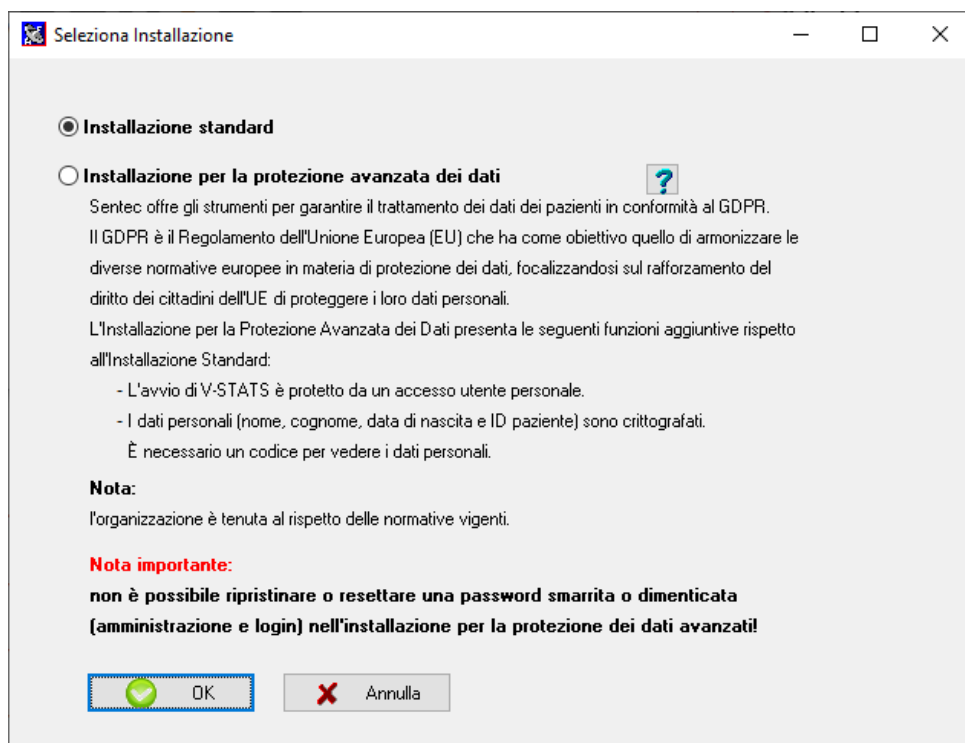 Seleziona Installazione
Installazione standard
Installazione per la protezione avanzata dei dati
?
Sentec offre gli strumenti per garantire il trattamento dei dati dei pazienti in conformità al GDPR.
Il GDPR è il Regolamento dell'Unione Europea (EU) che ha come obiettivo quello di armonizzare le
diverse normative europee in materia di protezione dei dati, focalizzandosi sul rafforzamento del
diritto dei cittadini dell'UE di proteggere i loro dati personali.
L'Installazione per la Protezione Avanzata dei Dati presenta le seguenti funzioni aggiuntive rispetto
all'Installazione Standard:
- L'avvio di V-STATS è protetto da un accesso utente personale.
- I dati personali (nome, cognome, data di nascita e ID paziente) sono crittografati.
È necessario un codice per vedere i dati personali.
Nota:
l'organizzazione è tenuta al rispetto delle normative vigenti.
Nota importante:
non è possibile ripristinare o resettare una password smarrita o dimenticata
(amministrazione e login) nell'installazione per la protezione dei dati avanzati!
OK Annulla